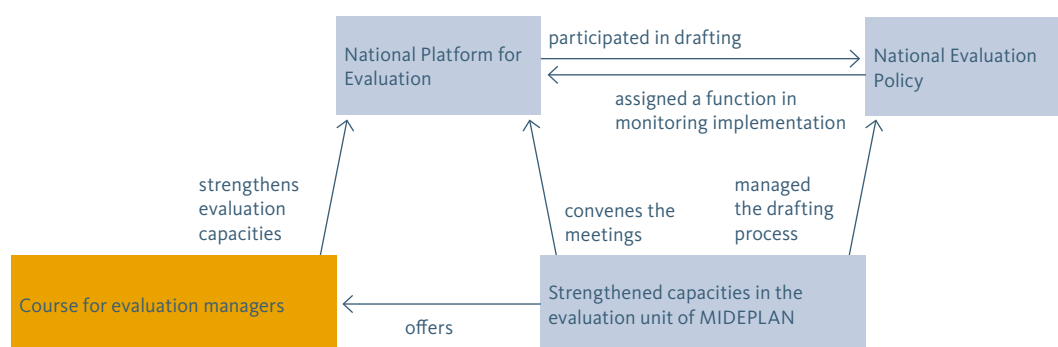 National Platform for
Evaluation
participated in drafting
National Evaluation
Policy
assigned a function in
monitoring implementation
strengthens
evaluation
capacities
convenes the
meetings
managed
the drafting
process
Course for evaluation managers
offers
Strengthened capacities in the
evaluation unit of MIDEPLAN